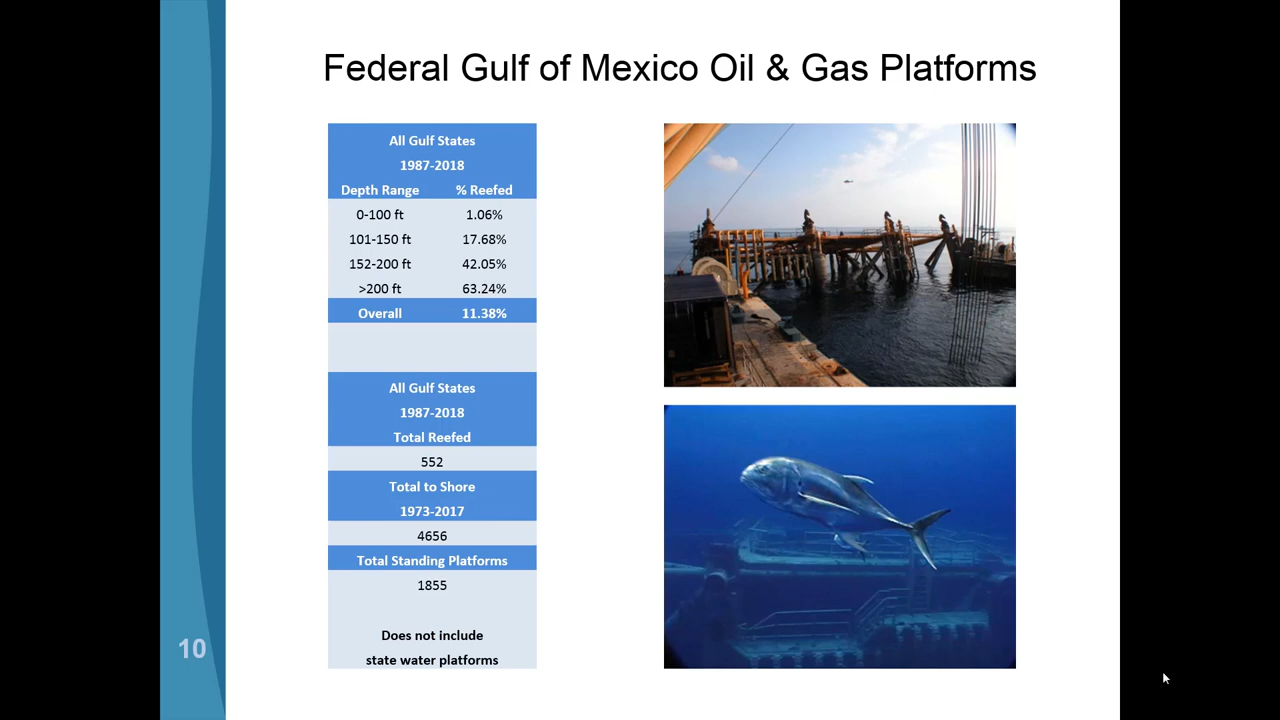 Federal Gulf of Mexico Oil & Gas Platforms
All Gulf States
1987-2018
Depth Range % Reefed
0-100 ft 1.06%
101-150 ft 17.68%
152-200 ft 42.05%
>200 ft 63.24%
Overall 11.38%
All Gulf States
1987-2018
Total Reefed
552
Total to Shore
1973-2017
4656
Total Standing Platforms
1855
Does not include
state water platforms
10